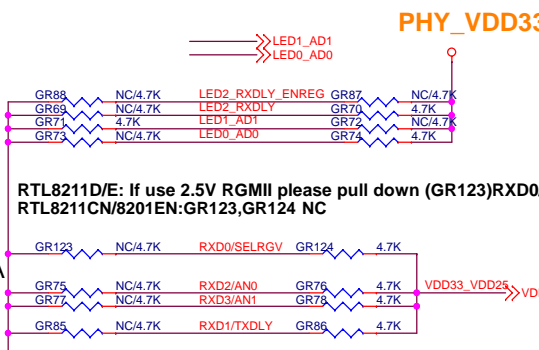 PHY_VDD33
LED1_AD1
LED0_AD0
GR88 NC/4.7K LED2_RXDLY_ENREG GR87 NC/4.7K
GR69 NC/4.7K LED2_RXDLY GR70 4.7K
GR71 4.7K LED1_AD1 GR72 NC/4.7K
GR73 NC/4.7K LED0_AD0 GR74 4.7K
RTL8211D/E: If use 2.5V RGMII please pull down (GR123)RXD0/
RTL8211CN/8201EN:GR123,GR124 NC
GR123 NC/4.7K RXD0/SELRGV GR124 4.7K
GR75 NC/4.7K RXD2/AN0 GR76 4.7K VDD33_VDD25 VD
GR77 NC/4.7K RXD3/AN1 GR78 4.7K
GR85 NC/4.7K RXD1/TXDLY GR86 4.7K